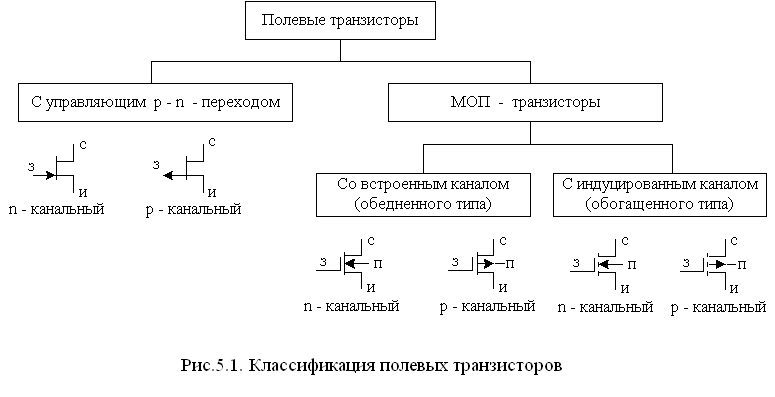 Полевые транзисторы
С управляющим p - n - переходом
МОП - транзисторы
з
с
и
n - канальный
з
с
и
p - канальный
Со встроенным каналом
(обедненного типа)
С индуцированным каналом
(обогащенного типа)
з
с
п
и
n - канальный
з
с
п
и
p - канальный
з
с
п
и
n - канальный
з
с
п
и
p - канальный
Рис.5.1. Классификация полевых транзисторов